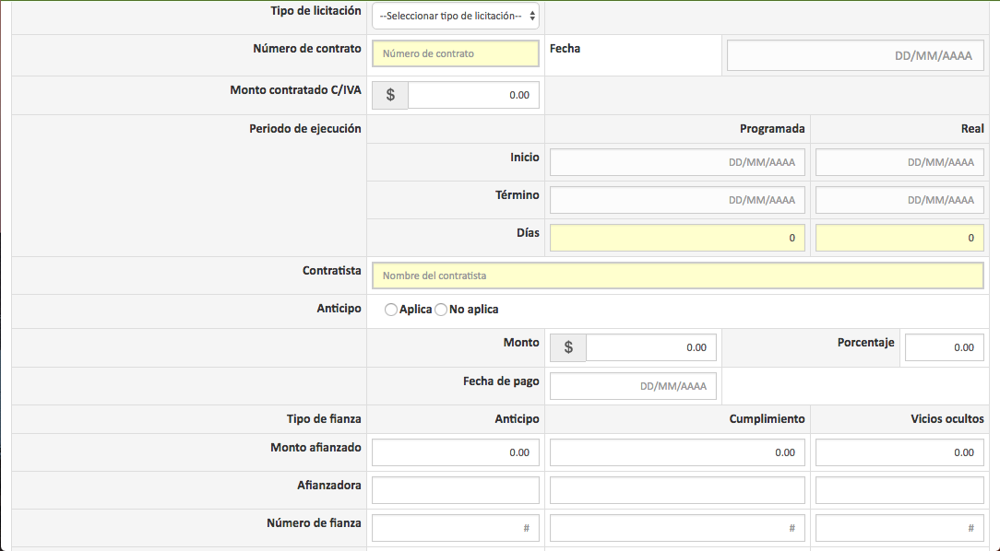 Tipo de licitación --Seleccionar tipo de licitación--
Número de contrato Número de contrato Fecha DD/MM/AAAA
Monto contratado C/IVA $ 0.00
Periodo de ejecución Programada Real
Inicio DD/MM/AAAA DD/MM/AAAA
Término DD/MM/AAAA DD/MM/AAAA
Días 0 0
Contratista Nombre del contratista
Anticipo Aplica No aplica
Monto $ 0.00 Porcentaje 0.00
Fecha de pago DD/MM/AAAA
Tipo de fianza Anticipo Cumplimiento Vicios ocultos
Monto afianzado 0.00 0.00 0.00
Afianzadora
Número de fianza # # #